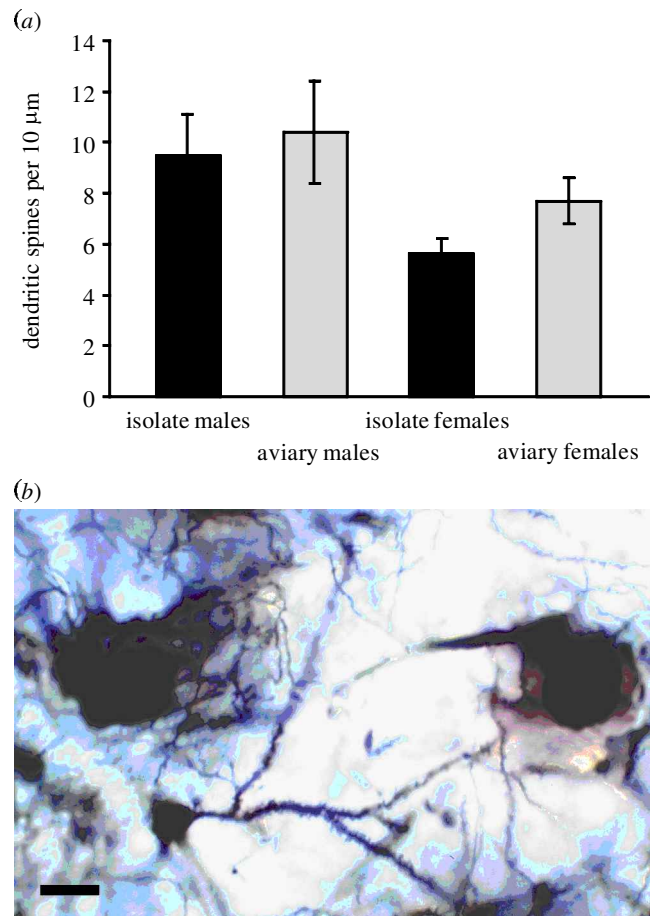 (a)
14
12
10
8
6
4
2
0
dendritic spines per 10 µm
isolate males
isolate females
aviary males
aviary females
(b)